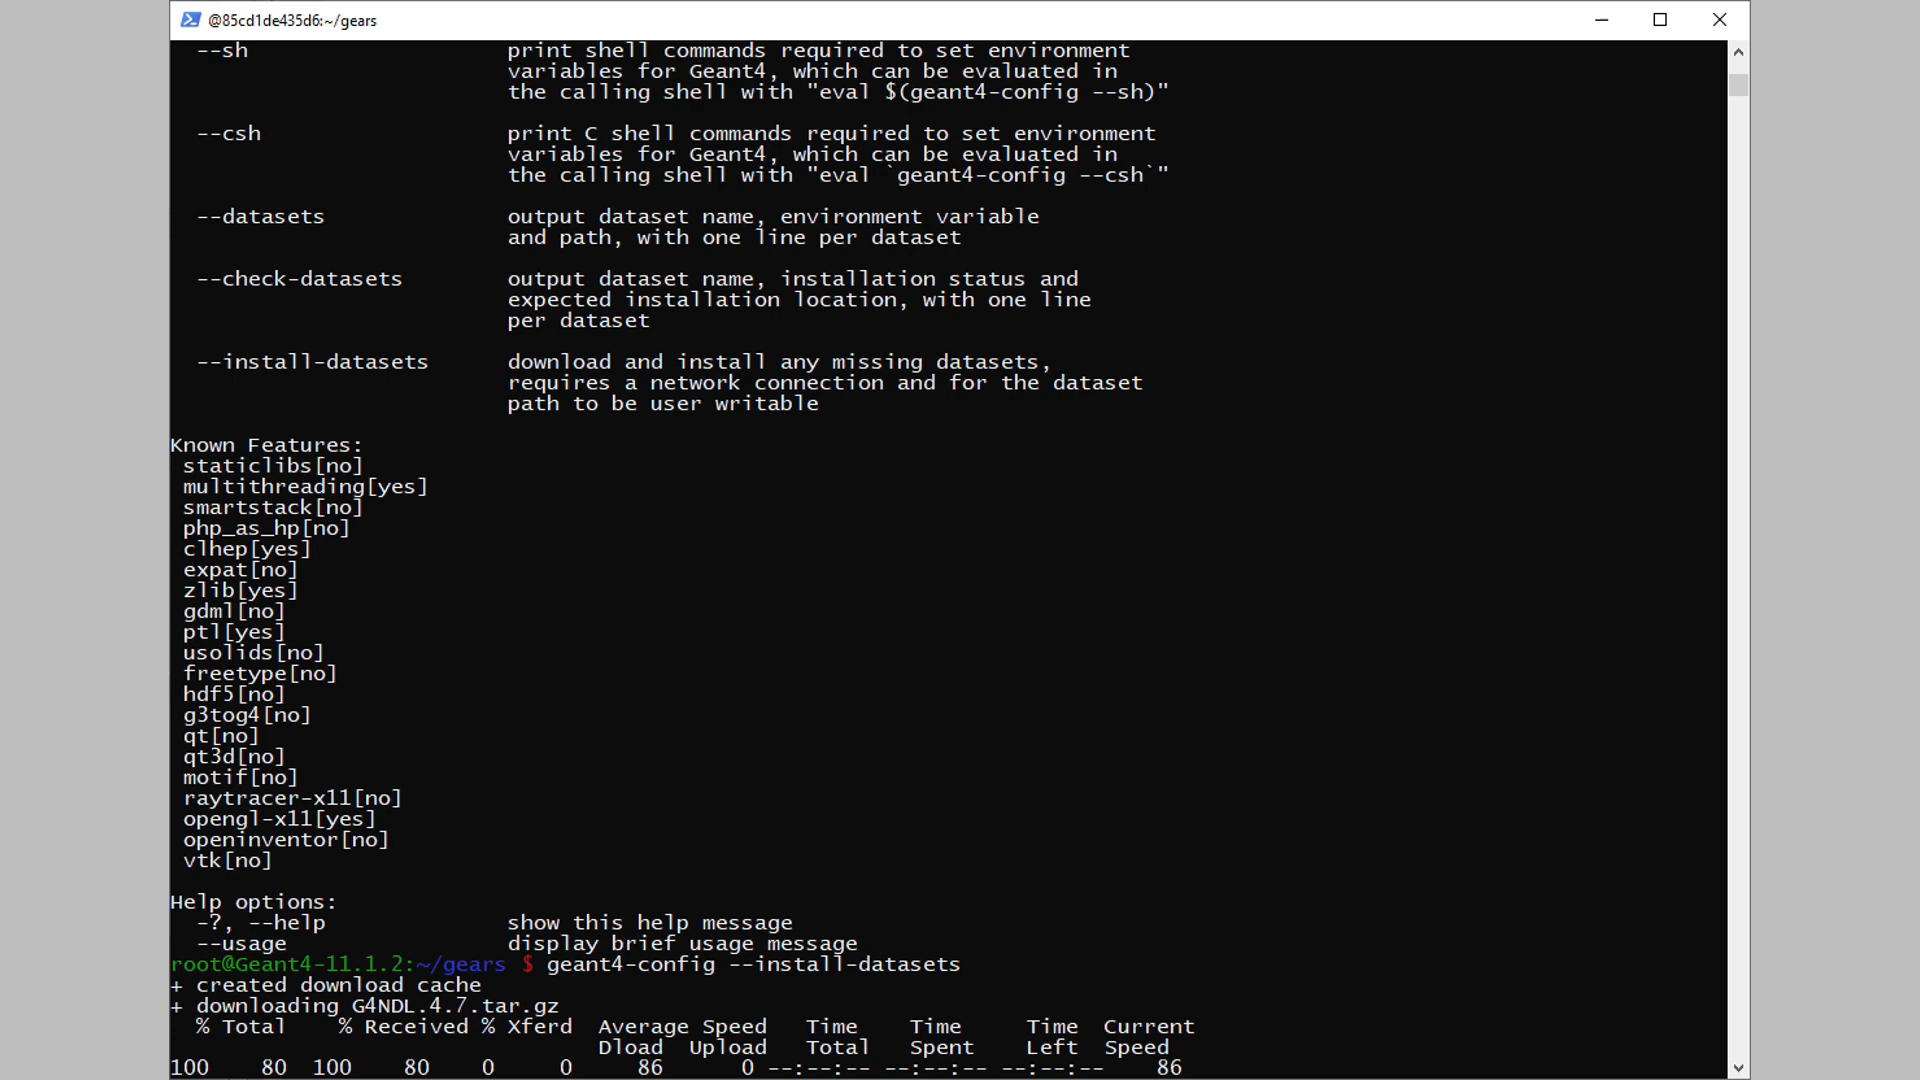 @85cd1de435d6:~/gears
--sh print shell commands required to set environment
variables for Geant4, which can be evaluated in
the calling shell with "eval $(geant4-config --sh)"
--csh print C shell commands required to set environment
variables for Geant4, which can be evaluated in
the calling shell with "eval `geant4-config --csh`"
--datasets output dataset name, environment variable
and path, with one line per dataset
--check-datasets output dataset name, installation status and
expected installation location, with one line
per dataset
--install-datasets download and install any missing datasets,
requires a network connection and for the dataset
path to be user writable
Known Features:
staticlibs[no]
multithreading[yes]
smartstack[no]
php_as_hp[no]
clhep[yes]
expat[no]
zlib[yes]
gdml[no]
ptl[yes]
usolids[no]
freetype[no]
hdf5[no]
g3tog4[no]
qt[no]
qt3d[no]
motif[no]
raytracer-x11[no]
opengl-x11[yes]
openinventor[no]
vtk[no]
Help options:
-?, --help show this help message
--usage display brief usage message
root@Geant4-11.1.2:~/gears $ geant4-config --install-datasets
+ created download cache
+ downloading G4NDL.4.7.tar.gz
% Total % Received % Xferd Average Speed Time Time Time Current
Dload Upload Total Spent Left Speed
100 80 100 80 0 0 86 0 --:--:-- --:--:-- --:--:-- 86